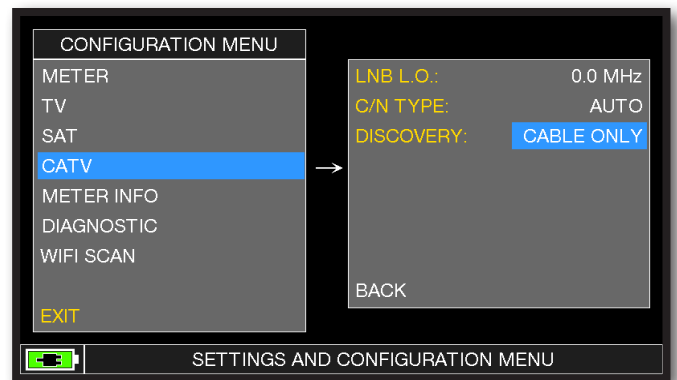 CONFIGURATION MENU
METER
TV
SAT
CATV
METER INFO
DIAGNOSTIC
WIFI SCAN
EXIT
→
LNB L.O.: 0.0 MHz
C/N TYPE: AUTO
DISCOVERY: CABLE ONLY
BACK
SETTINGS AND CONFIGURATION MENU